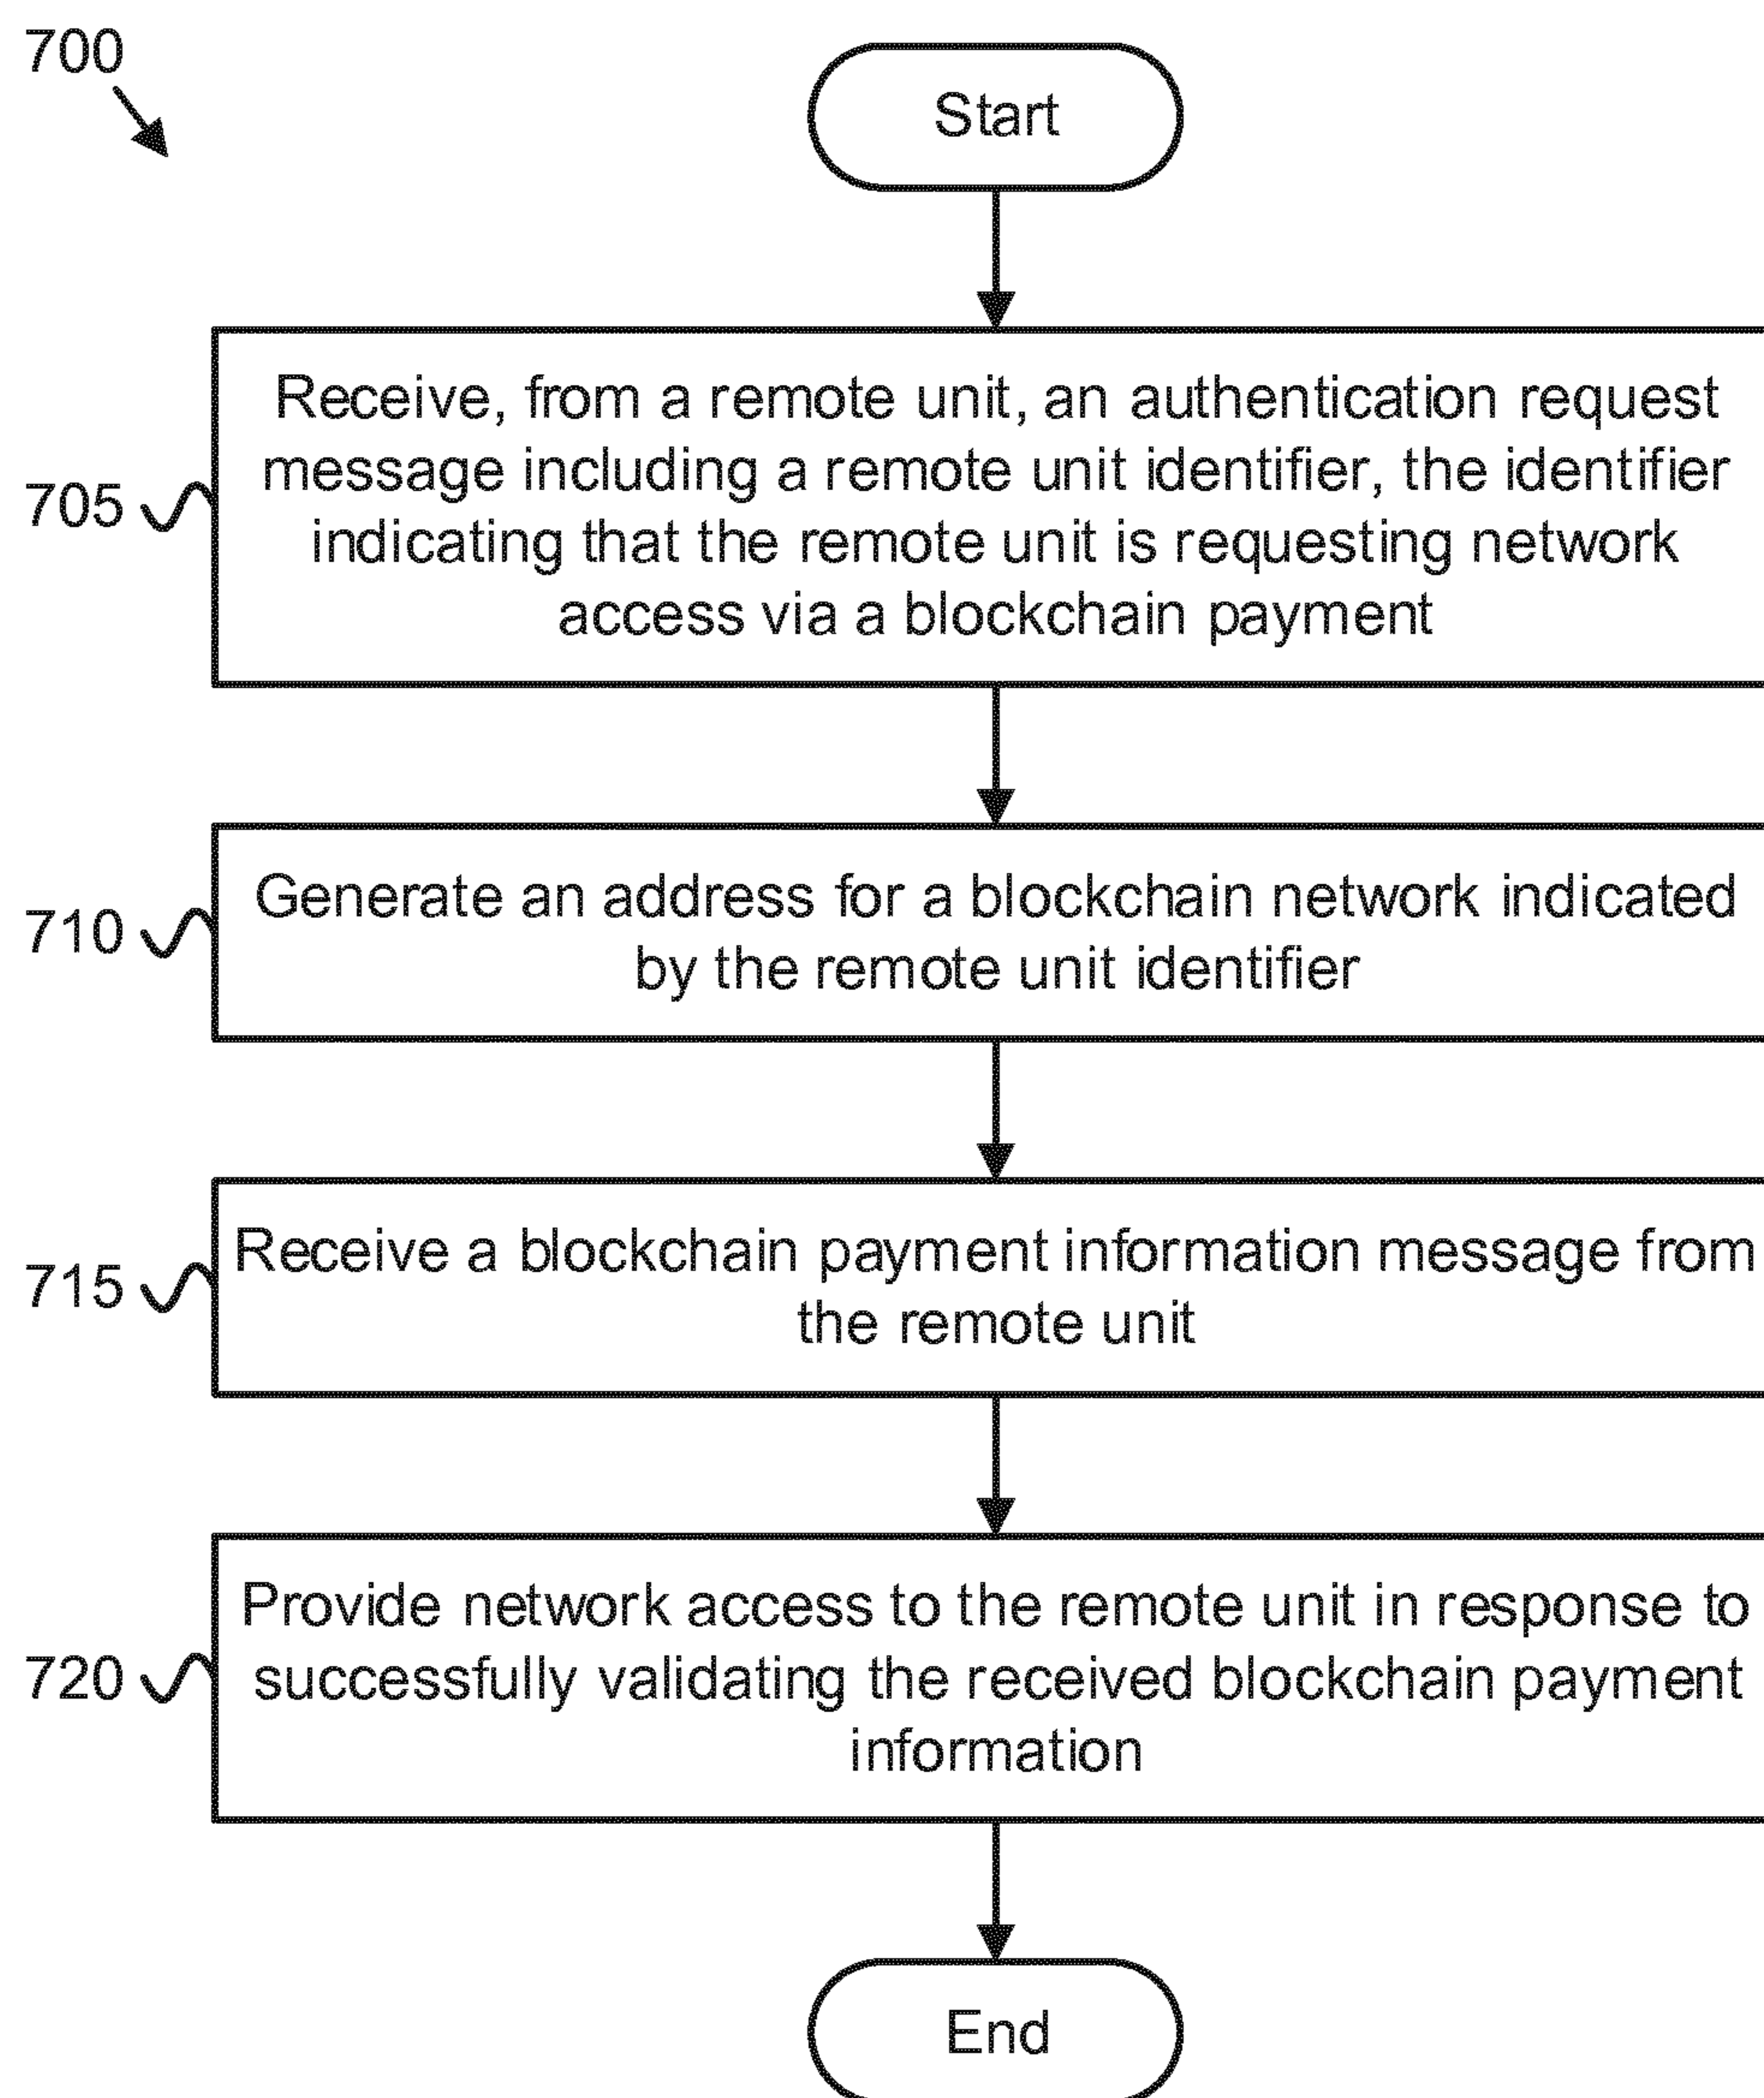 700
Start
705
Receive, from a remote unit, an authentication request
message including a remote unit identifier, the identifier
indicating that the remote unit is requesting network
access via a blockchain payment
710
Generate an address for a blockchain network indicated
by the remote unit identifier
715
Receive a blockchain payment information message from
the remote unit
720
Provide network access to the remote unit in response to
successfully validating the received blockchain payment
information
End